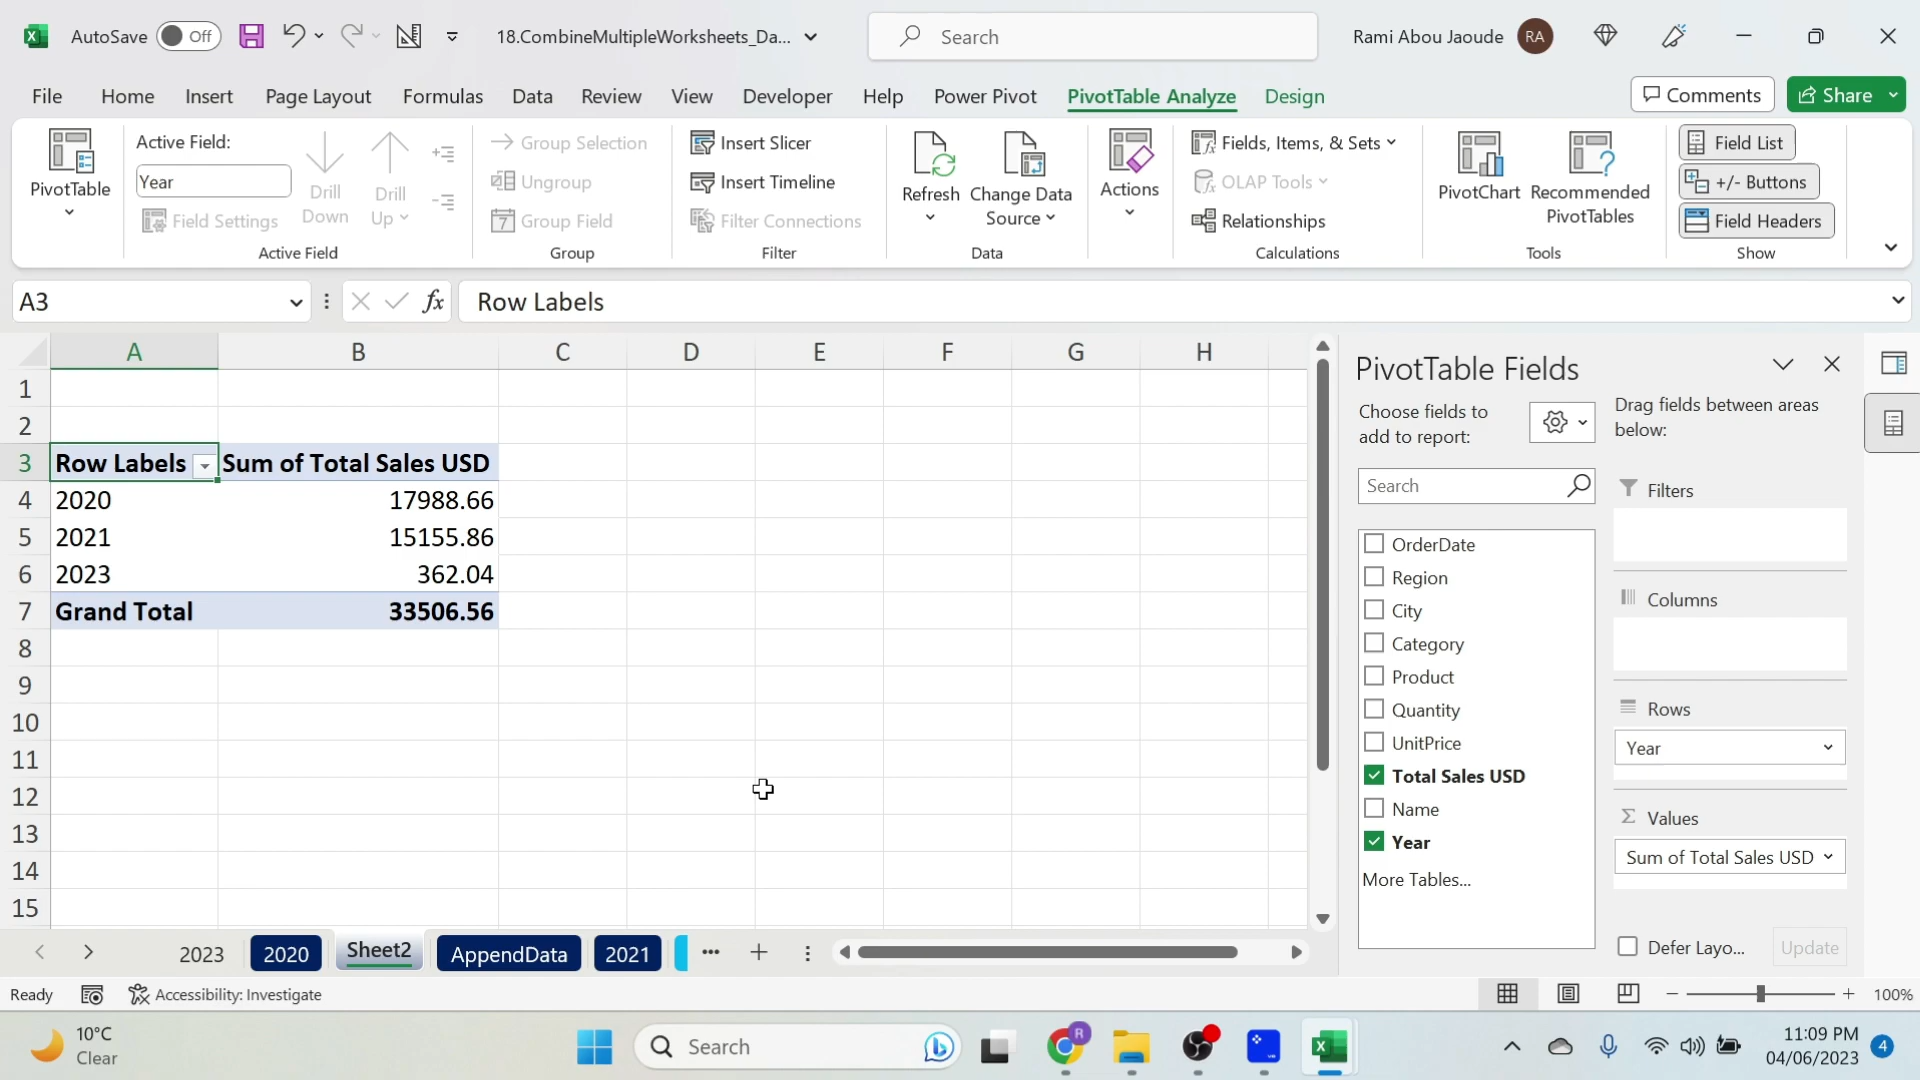 AutoSave Off 18.CombineMultipleWorksheets_Da... Search Rami Abou Jaoude RA
File Home Insert Page Layout Formulas Data Review View Developer Help Power Pivot PivotTable Analyze Design Comments Share
PivotTable
Active Field:
Year
Field Settings
Drill Down
Drill Up
Active Field
Group Selection
Ungroup
Group Field
Group
Insert Slicer
Insert Timeline
Filter Connections
Filter
Refresh
Change Data Source
Data
Actions
Fields, Items, & Sets
OLAP Tools
Relationships
Calculations
PivotChart
Recommended PivotTables
Tools
Field List
+/- Buttons
Field Headers
Show
A3 fx Row Labels
A B C D E F G H
1
2
3 Row Labels Sum of Total Sales USD
4 2020 17988.66
5 2021 15155.86
6 2023 362.04
7 Grand Total 33506.56
8
9
10
11
12
13
14
15
PivotTable Fields
Choose fields to
add to report:
Search
OrderDate
Region
City
Category
Product
Quantity
UnitPrice
Total Sales USD
Name
Year
More Tables...
Drag fields between areas
below:
Filters
Columns
Rows
Year
Σ Values
Sum of Total Sales USD
Defer Layo... Update
2023 2020 Sheet2 AppendData 2021 ...
Ready Accessibility: Investigate 100%
10°C
Clear
Search
R
11:09 PM
04/06/2023
4